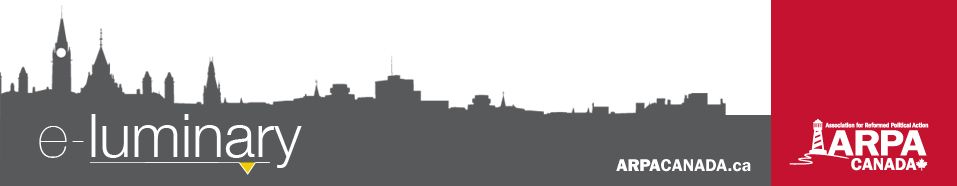 e-luminary
ARPACANADA.ca
Association for Reformed Political Action
ARPA
CANADA